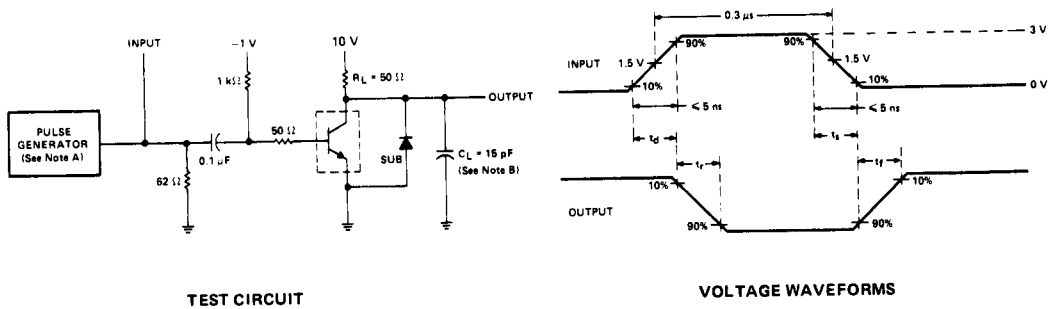 INPUT
−1 V
10 V
1 kΩ
R_L = 50 Ω
OUTPUT
PULSE
GENERATOR
(See Note A)
0.1 μF
50 Ω
SUB
C_L = 15 pF
(See Note B)
62 Ω
TEST CIRCUIT
0.3 μs
3 V
90%
90%
INPUT
1.5 V
1.5 V
10%
10%
0 V
≤ 5 ns
≤ 5 ns
t_d
t_s
t_r
t_f
10%
10%
OUTPUT
90%
90%
VOLTAGE WAVEFORMS